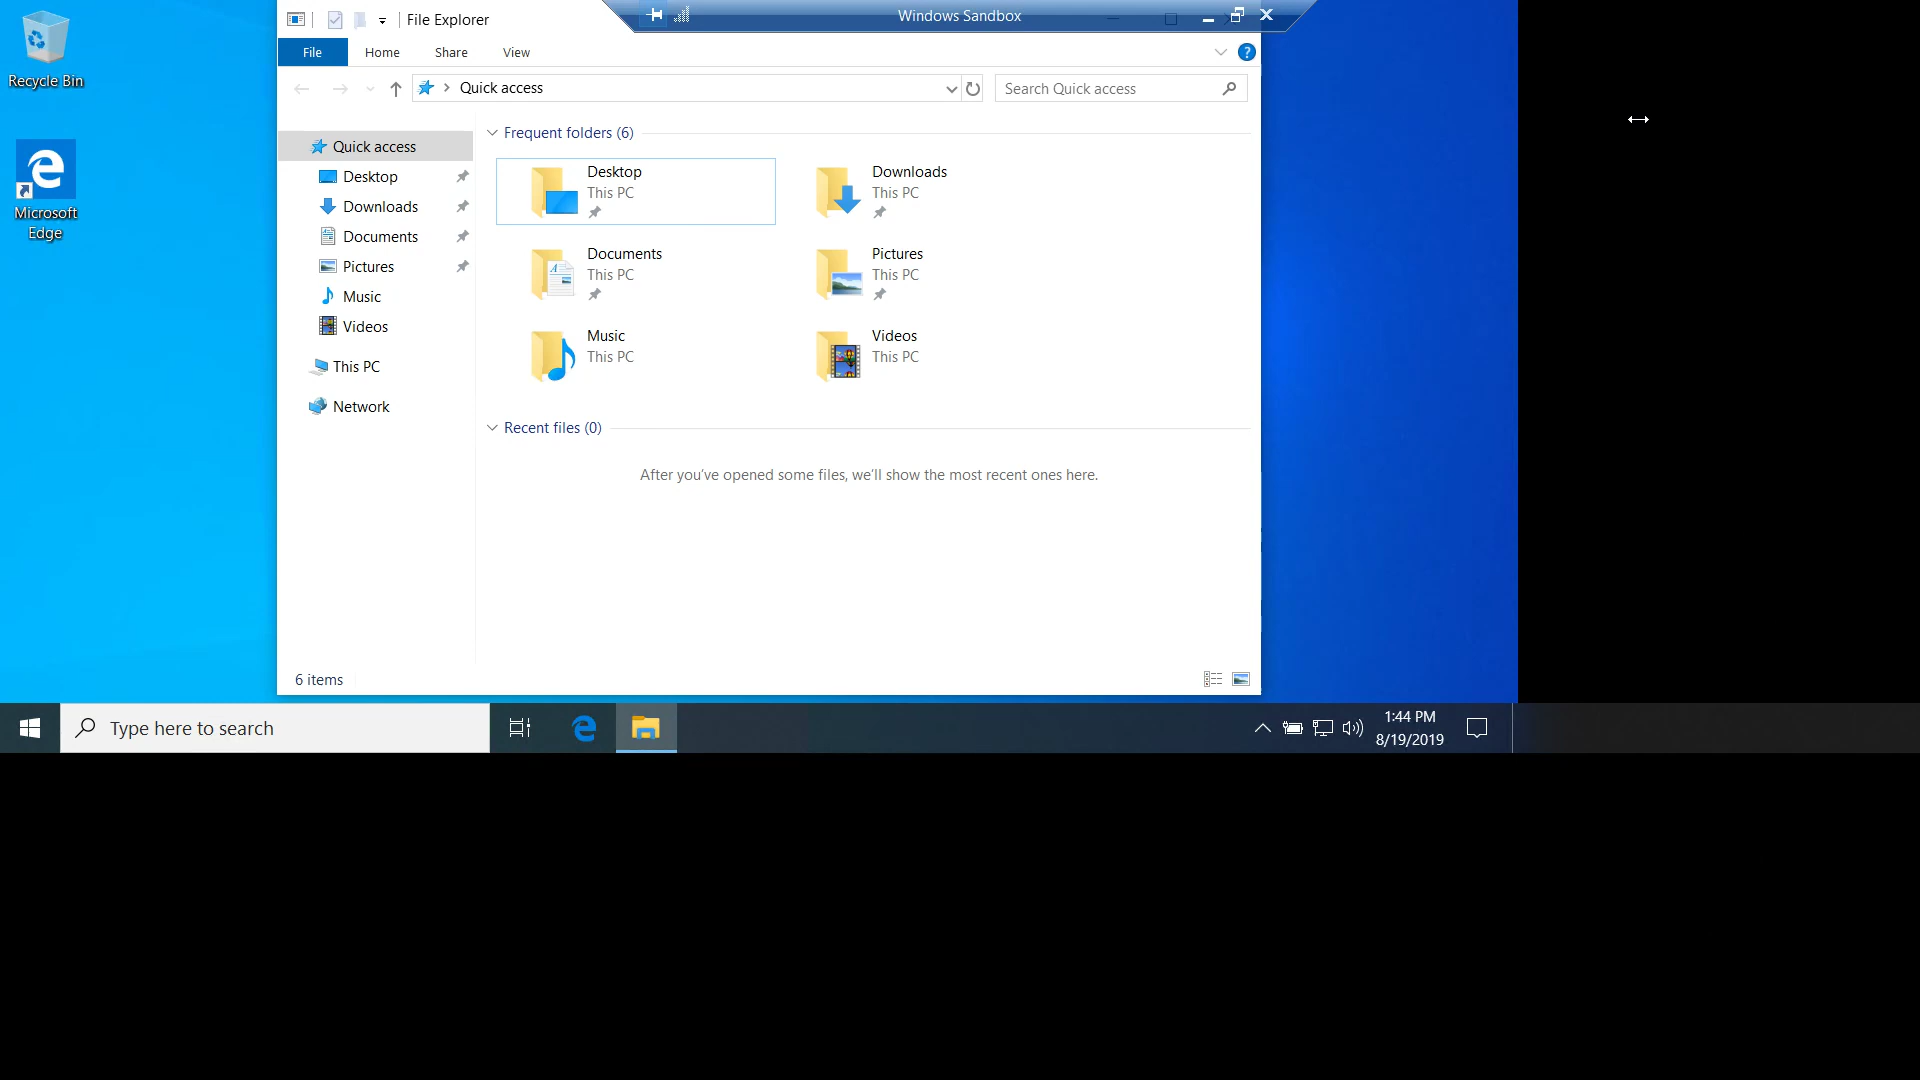 Recycle Bin
Microsoft
Edge
File Explorer
Windows Sandbox
File
Home
Share
View
?
Quick access
Search Quick access
Quick access
Desktop
Downloads
Documents
Pictures
Music
Videos
This PC
Network
Frequent folders (6)
Desktop
This PC
Downloads
This PC
Documents
This PC
Pictures
This PC
Music
This PC
Videos
This PC
Recent files (0)
After you've opened some files, we'll show the most recent ones here.
6 items
Type here to search
1:44 PM
8/19/2019